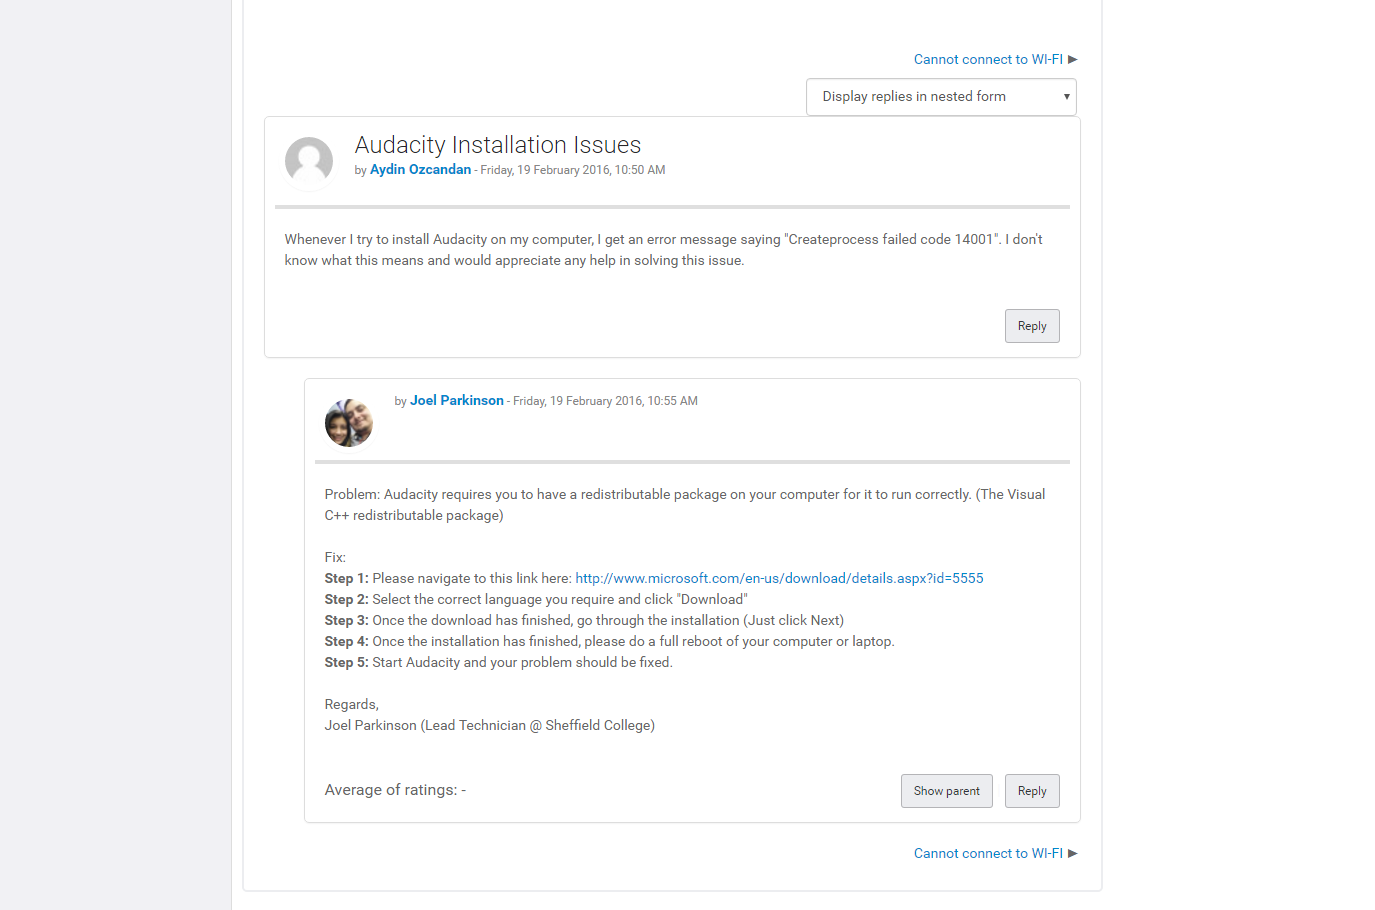 Cannot connect to WI-FI ▶
Display replies in nested form
Audacity Installation Issues
by Aydin Ozcandan - Friday, 19 February 2016, 10:50 AM
Whenever I try to install Audacity on my computer, I get an error message saying "Createprocess failed code 14001". I don't
know what this means and would appreciate any help in solving this issue.
Reply
by Joel Parkinson - Friday, 19 February 2016, 10:55 AM
Problem: Audacity requires you to have a redistributable package on your computer for it to run correctly. (The Visual
C++ redistributable package)
Fix:
Step 1: Please navigate to this link here: http://www.microsoft.com/en-us/download/details.aspx?id=5555
Step 2: Select the correct language you require and click "Download"
Step 3: Once the download has finished, go through the installation (Just click Next)
Step 4: Once the installation has finished, please do a full reboot of your computer or laptop.
Step 5: Start Audacity and your problem should be fixed.
Regards,
Joel Parkinson (Lead Technician @ Sheffield College)
Average of ratings: -
Show parent
Reply
Cannot connect to WI-FI ▶